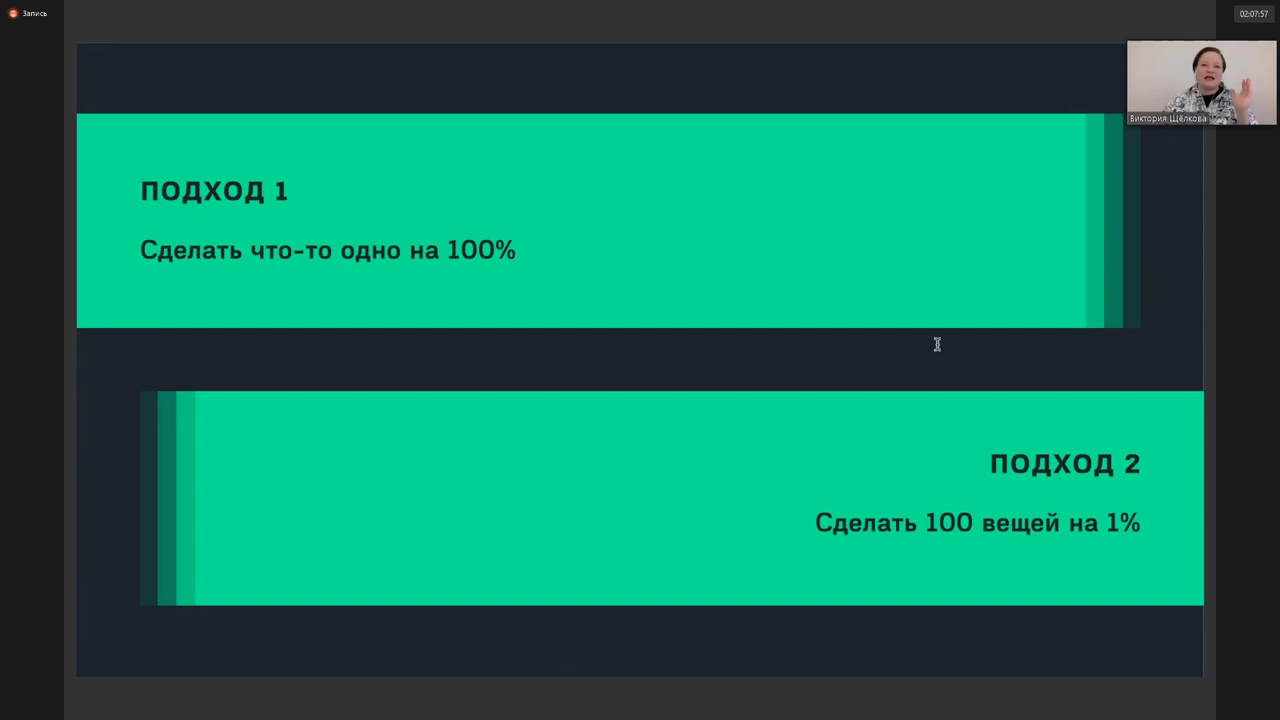 Запись
02:07:57
Виктория Щёлкова
ПОДХОД 1
Сделать что-то одно на 100%
ПОДХОД 2
Сделать 100 вещей на 1%